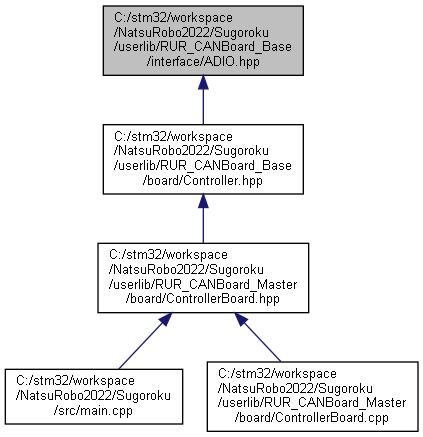 C:/stm32/workspace
/NatsuRobo2022/Sugoroku
/userlib/RUR_CANBoard_Base
/interface/ADIO.hpp
C:/stm32/workspace
/NatsuRobo2022/Sugoroku
/userlib/RUR_CANBoard_Base
/board/Controller.hpp
C:/stm32/workspace
/NatsuRobo2022/Sugoroku
/userlib/RUR_CANBoard_Master
/board/ControllerBoard.hpp
C:/stm32/workspace
/NatsuRobo2022/Sugoroku
/src/main.cpp
C:/stm32/workspace
/NatsuRobo2022/Sugoroku
/userlib/RUR_CANBoard_Master
/board/ControllerBoard.cpp